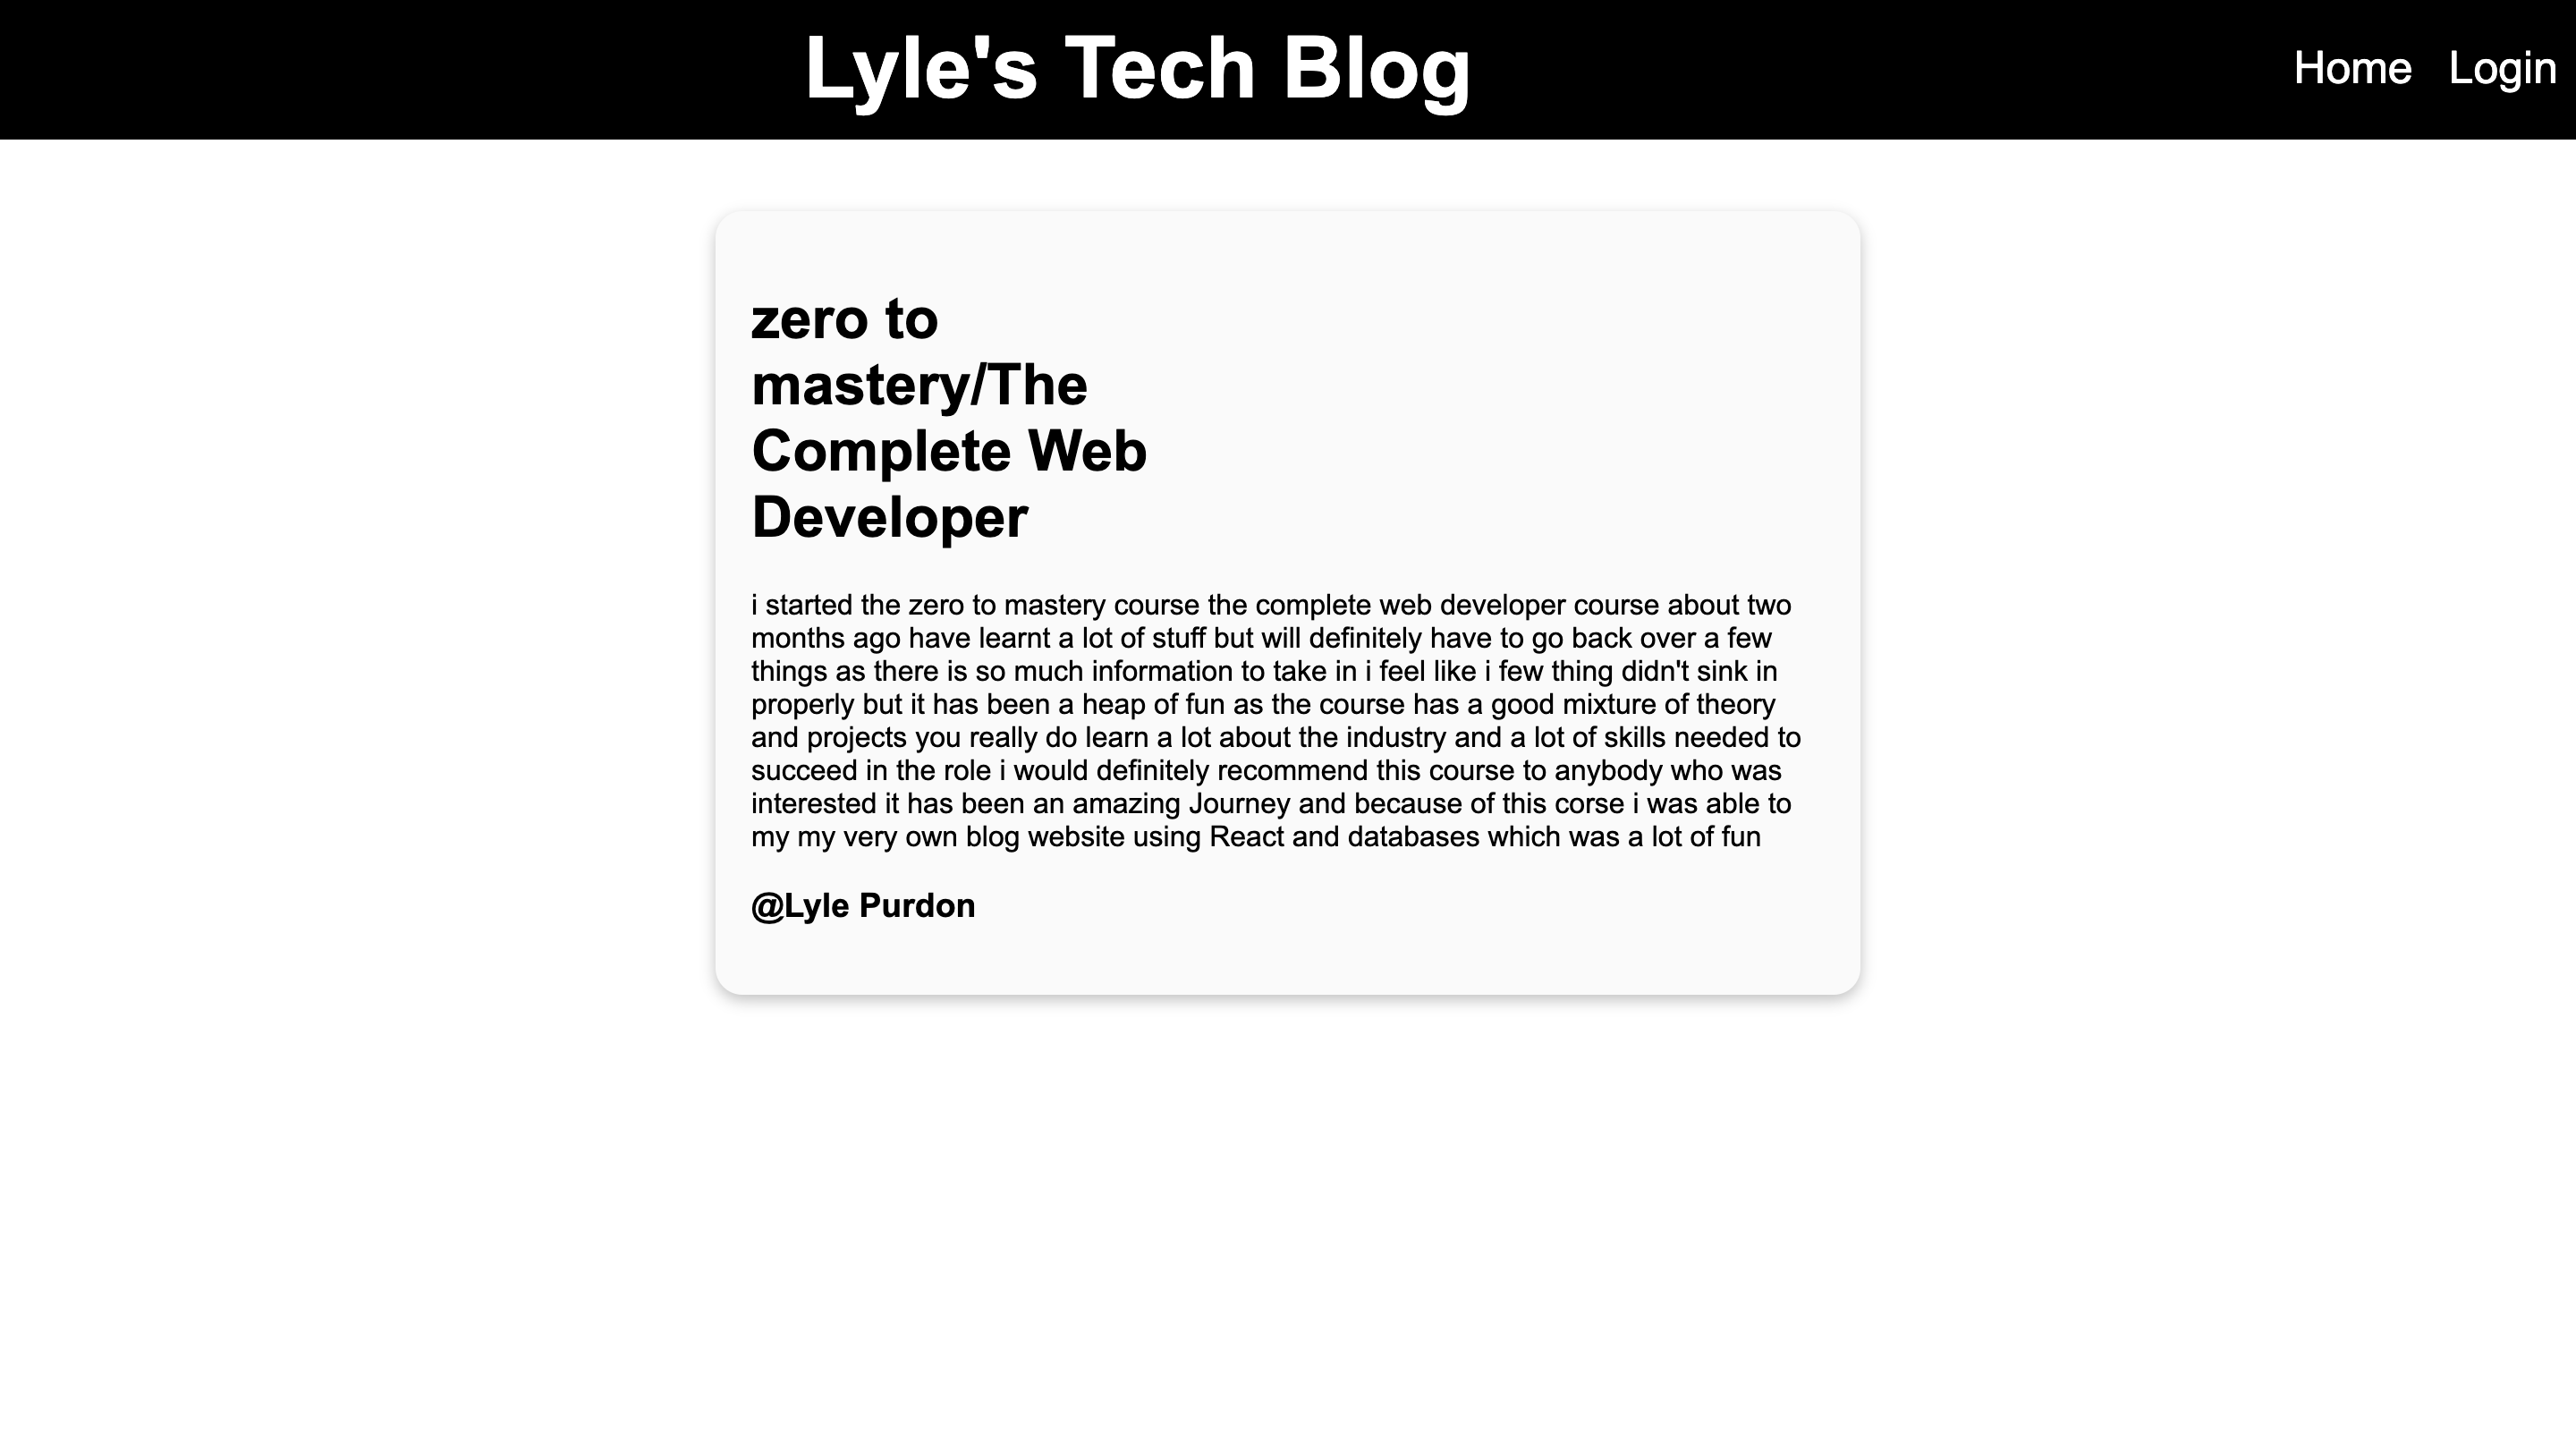 Lyle's Tech Blog
Home Login
zero to
mastery/The
Complete Web
Developer
i started the zero to mastery course the complete web developer course about two
months ago have learnt a lot of stuff but will definitely have to go back over a few
things as there is so much information to take in i feel like i few thing didn't sink in
properly but it has been a heap of fun as the course has a good mixture of theory
and projects you really do learn a lot about the industry and a lot of skills needed to
succeed in the role i would definitely recommend this course to anybody who was
interested it has been an amazing Journey and because of this corse i was able to
my my very own blog website using React and databases which was a lot of fun
@Lyle Purdon